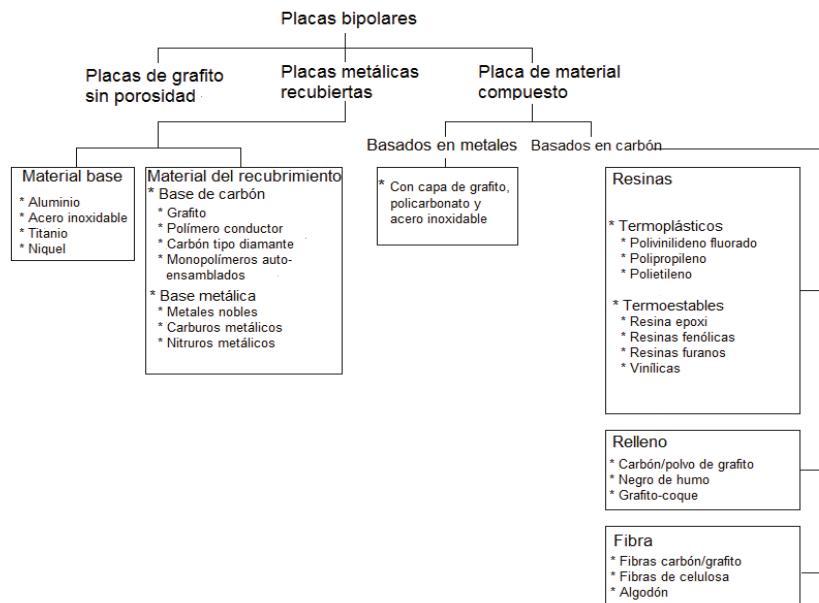 Placas bipolares
Placas de grafito
sin porosidad
Placas metálicas
recubiertas
Placa de material
compuesto
Material base
* Aluminio
* Acero inoxidable
* Titanio
* Niquel
Material del recubrimiento
* Base de carbón
* Grafito
* Polímero conductor
* Carbón tipo diamante
* Monopolímeros auto-
ensamblados
* Base metálica
* Metales nobles
* Carburos metálicos
* Nitruros metálicos
Basados en metales
* Con capa de grafito,
policarbonato y
acero inoxidable
Basados en carbón
Resinas
* Termoplásticos
* Polivinilideno fluorado
* Polipropileno
* Polietileno
* Termoestables
* Resina epoxi
* Resinas fenólicas
* Resinas furanos
* Vinílicas
Relleno
* Carbón/polvo de grafito
* Negro de humo
* Grafito-coque
Fibra
* Fibras carbón/grafito
* Fibras de celulosa
* Algodón